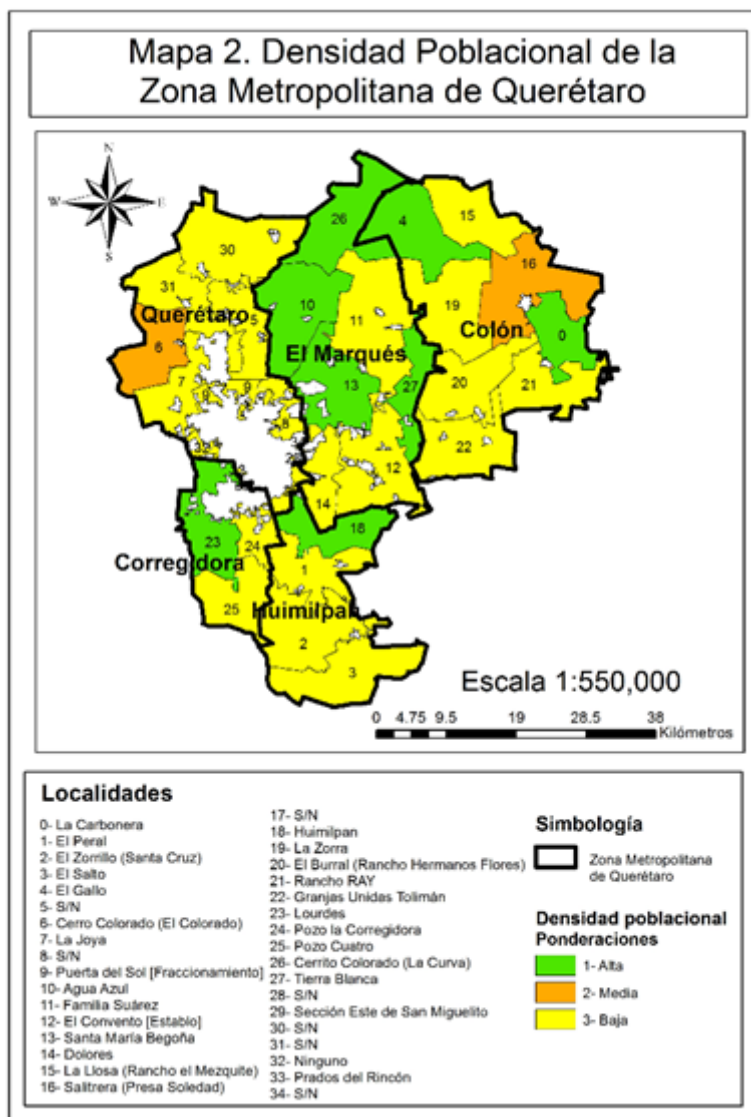 Mapa 2. Densidad Poblacional de la
Zona Metropolitana de Querétaro
N
W
E
S
26
4
15
30
16
31
10
19
11
0
Querétaro
5
Colón
6
El Marqués
13
27
21
7
20
9
8
22
12
14
18
23
24
1
Corregidora
25
Huimilpan
2
3
Escala 1:550,000
0 4.75 9.5 19 28.5 38
Kilómetros
Localidades
0- La Carbonera
1- El Peral
2- El Zorrillo (Santa Cruz)
3- El Salto
4- El Gallo
5- S/N
6- Cerro Colorado (El Colorado)
7- La Joya
8- S/N
9- Puerta del Sol [Fraccionamiento]
10- Agua Azul
11- Familia Suárez
12- El Convento [Establo]
13- Santa María Begoña
14- Dolores
15- La Llosa (Rancho el Mezquite)
16- Salitrera (Presa Soledad)
17- S/N
18- Huimilpan
19- La Zorra
20- El Burral (Rancho Hermanos Flores)
21- Rancho RAY
22- Granjas Unidas Tolimán
23- Lourdes
24- Pozo la Corregidora
25- Pozo Cuatro
26- Cerrito Colorado (La Curva)
27- Tierra Blanca
28- S/N
29- Sección Este de San Miguelito
30- S/N
31- S/N
32- Ninguno
33- Prados del Rincón
34- S/N
Simbología
Zona Metropolitana
de Querétaro
Densidad poblacional
Ponderaciones
1- Alta
2- Media
3- Baja